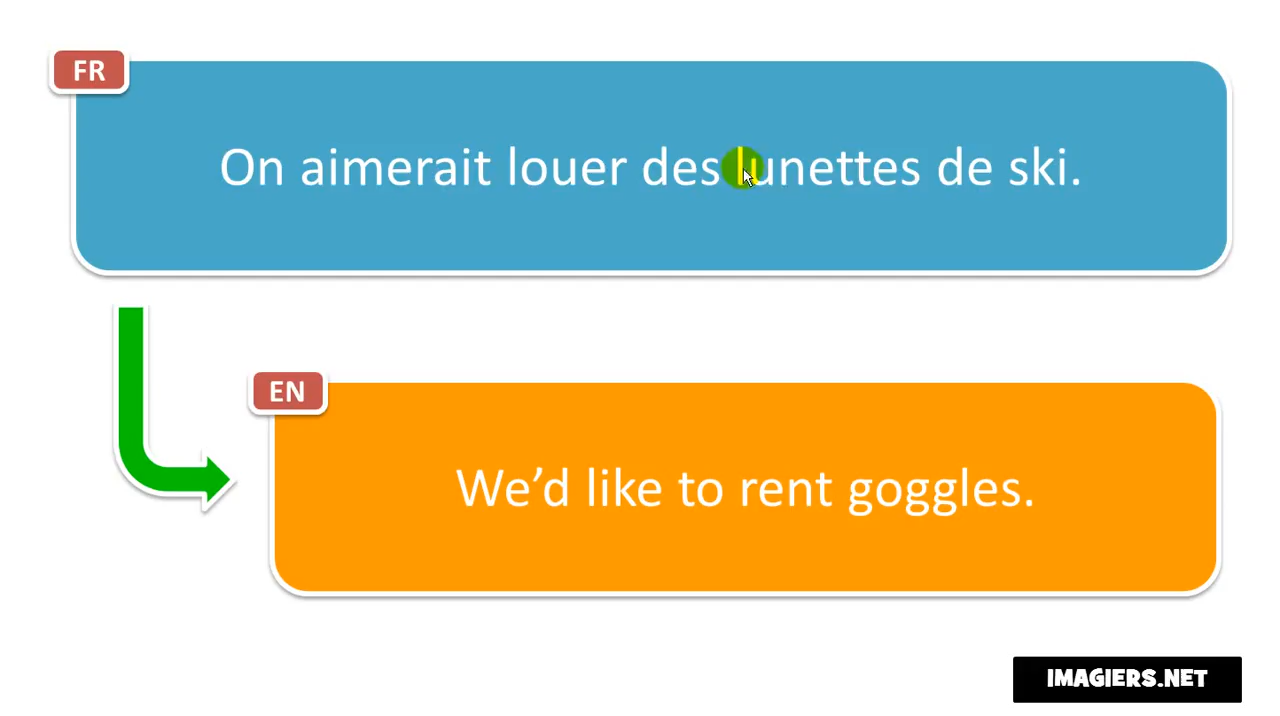 FR
On aimerait louer des lunettes de ski.
EN
We’d like to rent goggles.
IMAGIERS.NET